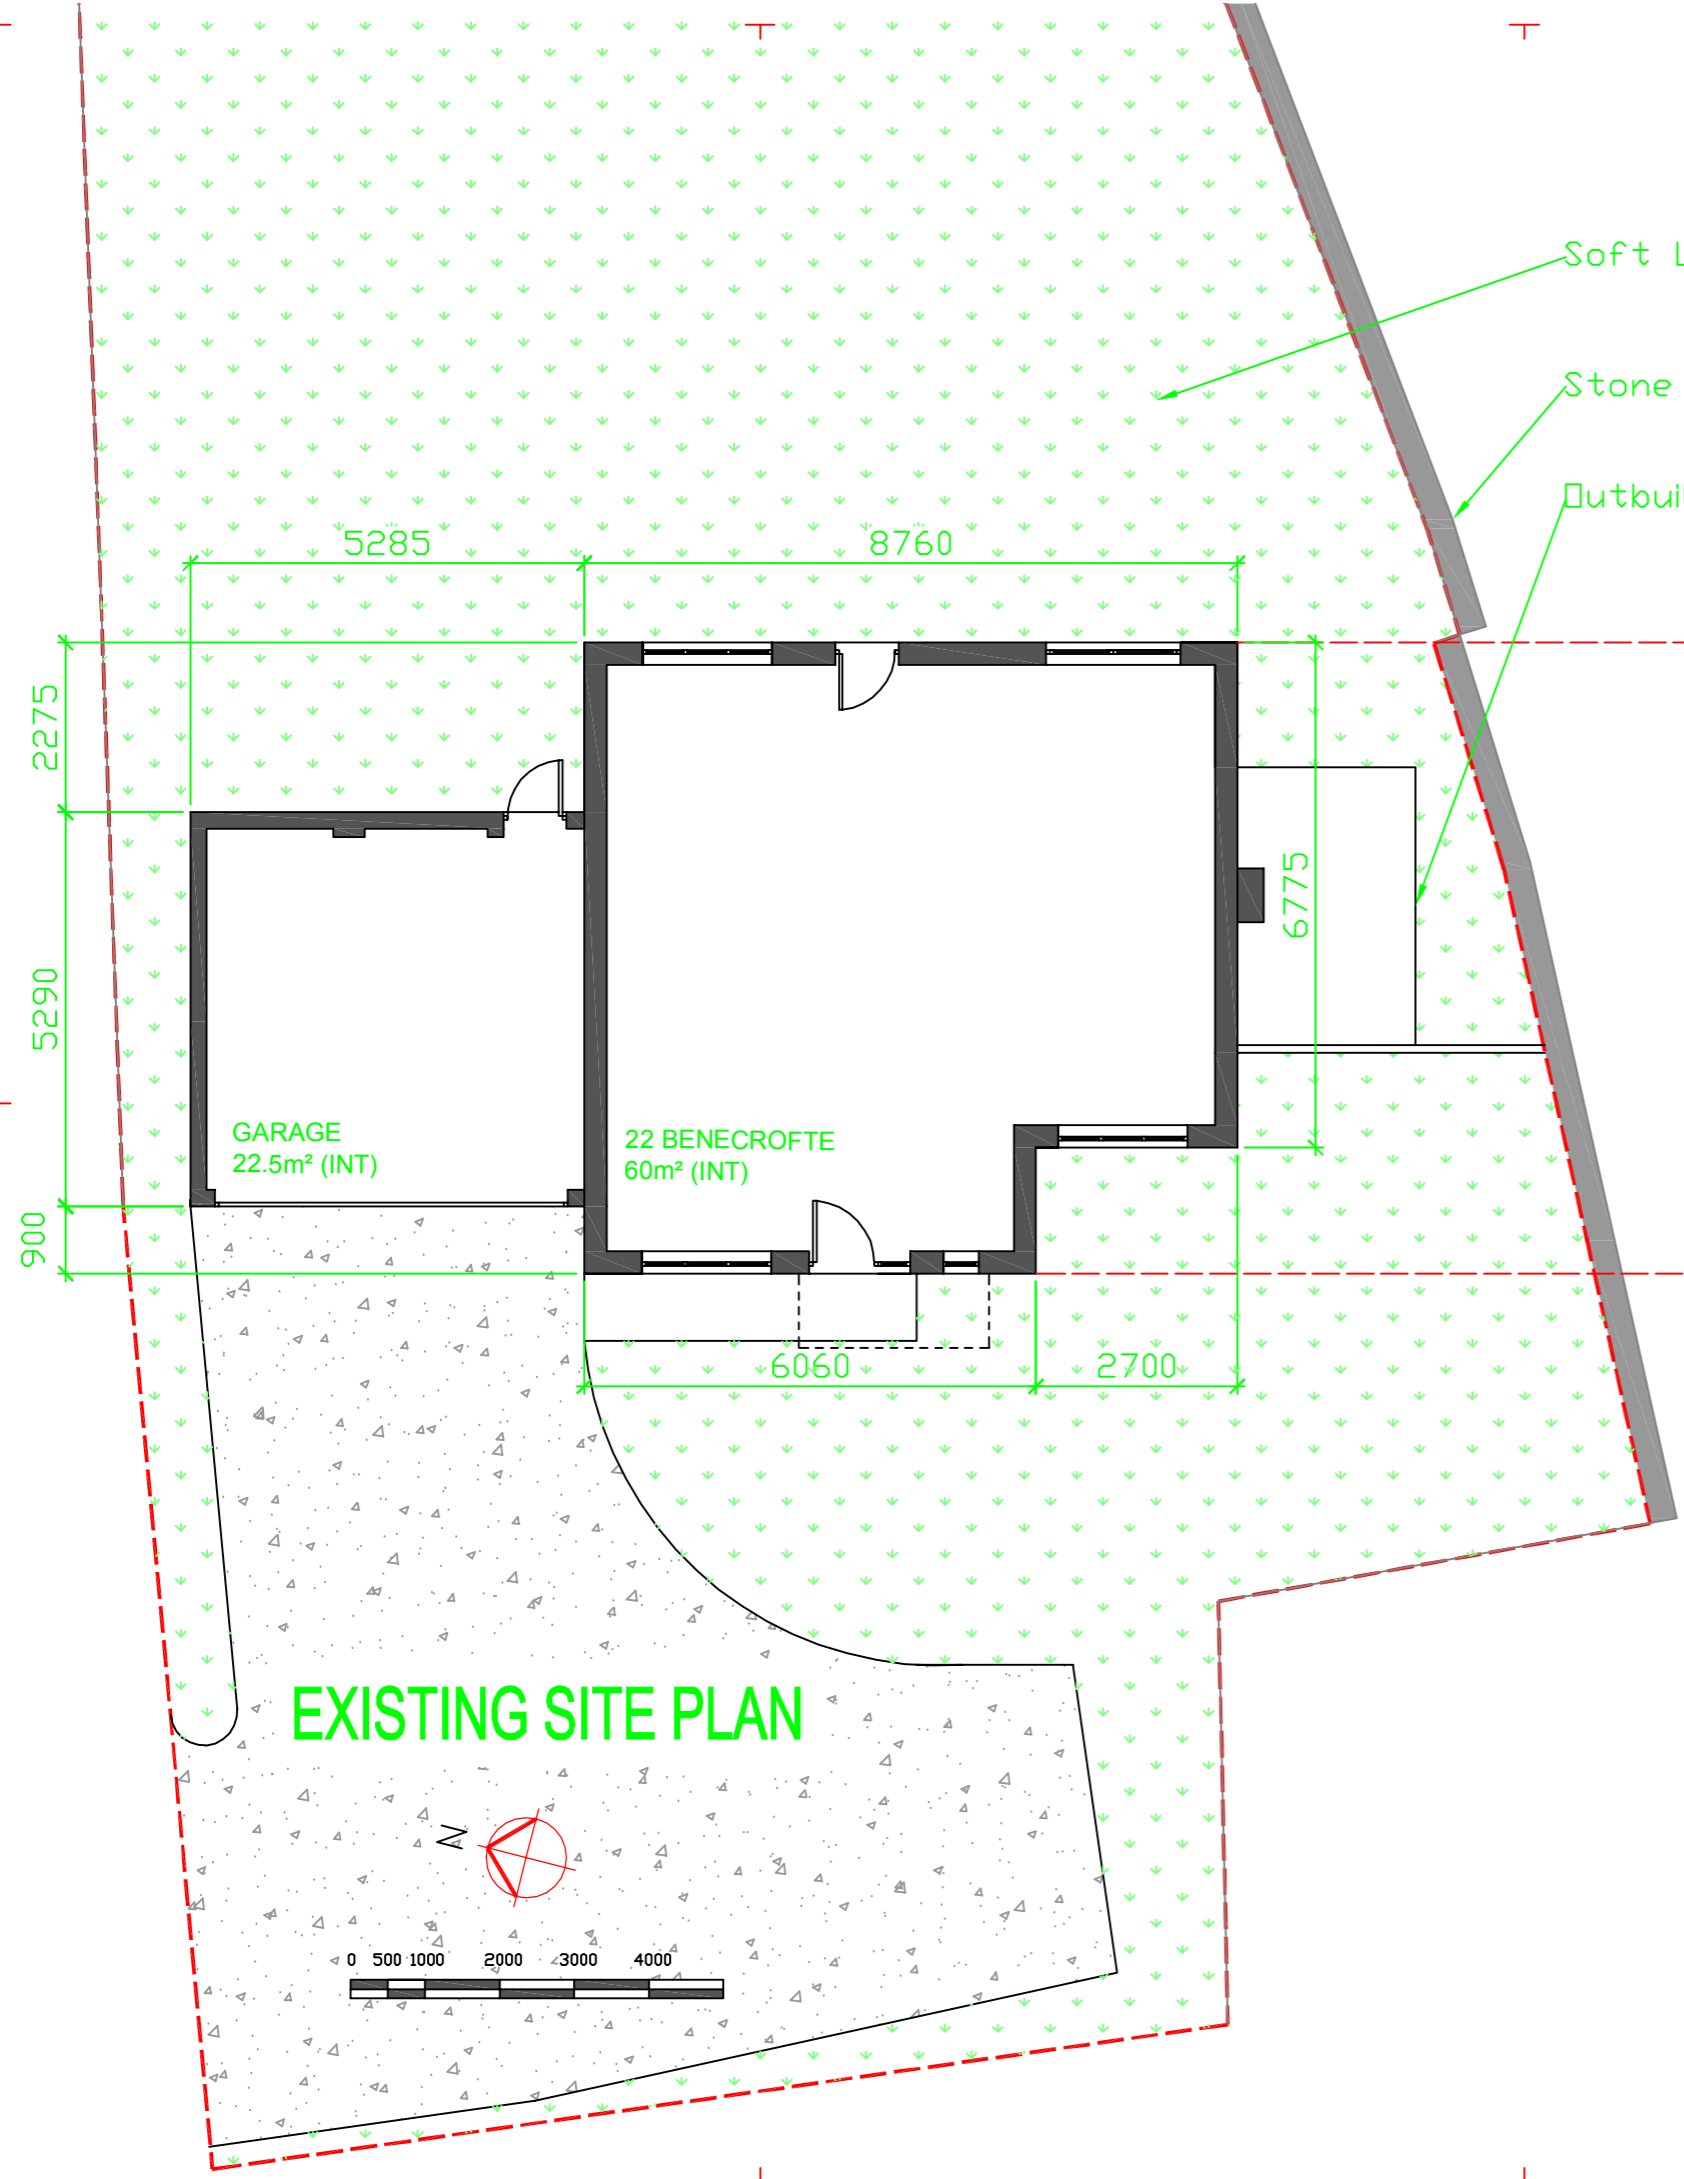 Soft
Stone
5285
8760
2275
6775
5290
GARAGE
22.5m² (INT)
22 BENECROFTE
60m² (INT)
900
6060
2700
EXISTING SITE PLAN
N
0 500 1000 2000 3000 4000